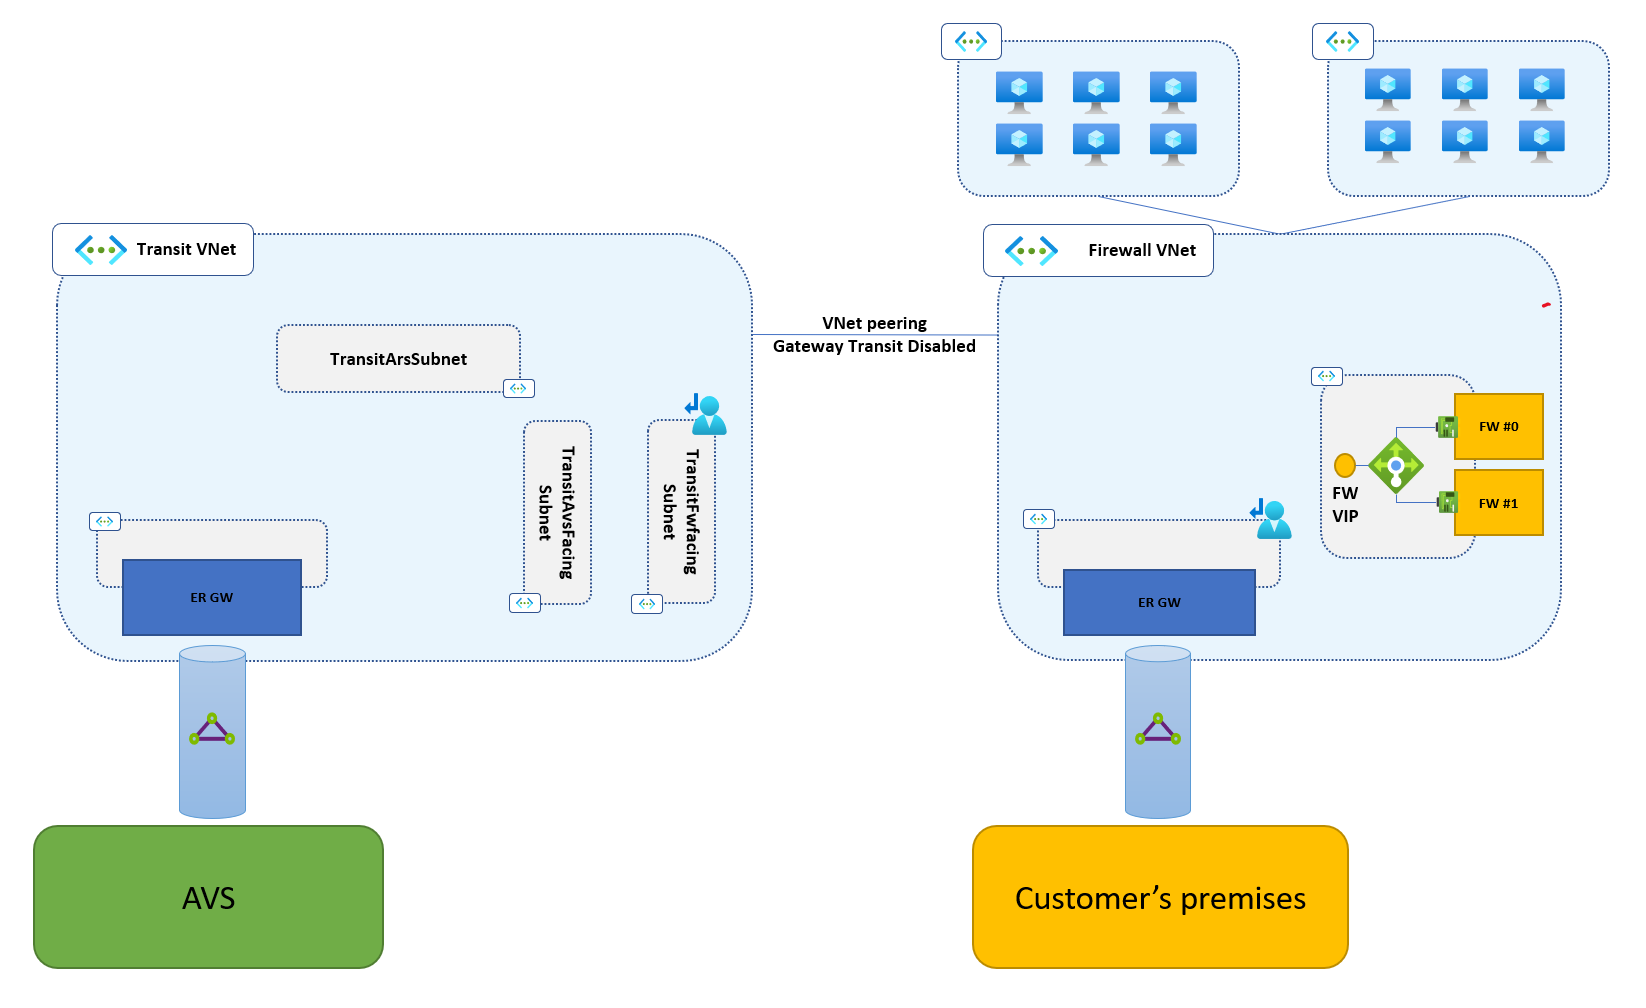 Transit VNet
Firewall VNet
VNet peering
Gateway Transit Disabled
TransitArsSubnet
TransitAvsFacing
Subnet
TransitFwfacing
Subnet
FW #0
FW
VIP
FW #1
ER GW
ER GW
AVS
Customer’s premises